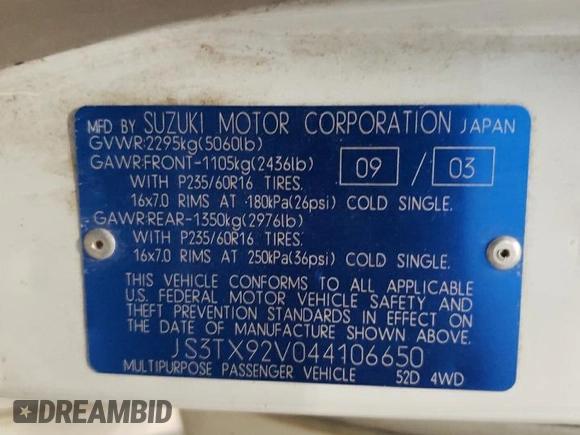 MFD BY SUZUKI MOTOR CORPORATION JAPAN
GVWR:2295kg(5060lb)
GAWR:FRONT-1105kg(2436lb) 09 / 03
WITH P235/60R16 TIRES.
16x7.0 RIMS AT 180kPa(26psi) COLD SINGLE.
GAWR:REAR-1350kg(2976lb)
WITH P235/60R16 TIRES.
16x7.0 RIMS AT 250kPa(36psi) COLD SINGLE.
THIS VEHICLE CONFORMS TO ALL APPLICABLE
U.S. FEDERAL MOTOR VEHICLE SAFETY AND
THEFT PREVENTION STANDARDS IN EFFECT ON
THE DATE OF MANUFACTURE SHOWN ABOVE.
JS3TX92V044106650
MULTIPURPOSE PASSENGER VEHICLE 52D 4WD
DREAMBID